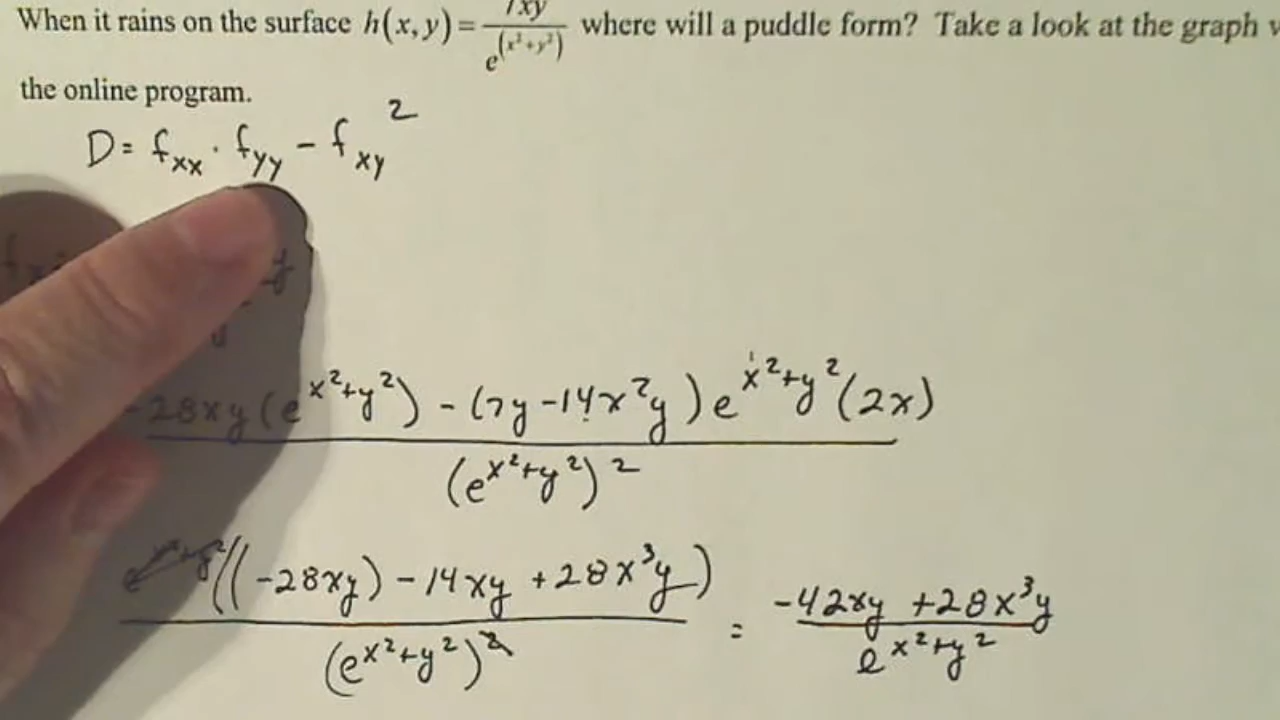 When it rains on the surface h(x, y) = 7xy / e^(x²+y²) where will a puddle form? Take a look at the graph
the online program.
D = fxx · fyy - fxy²
-28xy (e^x²+y²) - (7y - 14x²y) e^x²+y² (2x)
(e^x²+y²)²
e^x²+y² ((-28xy) - 14xy + 28x³y)
(e^x²+y²)²
= -42xy + 28x³y
e^x²+y²